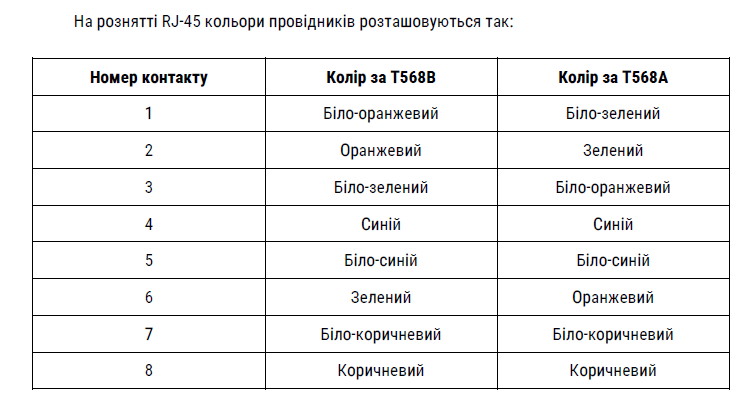 На рознятті RJ-45 кольори провідників розташовуються так:
Номер контакту Колір за T568B Колір за T568A
1 Біло-оранжевий Біло-зелений
2 Оранжевий Зелений
3 Біло-зелений Біло-оранжевий
4 Синій Синій
5 Біло-синій Біло-синій
6 Зелений Оранжевий
7 Біло-коричневий Біло-коричневий
8 Коричневий Коричневий